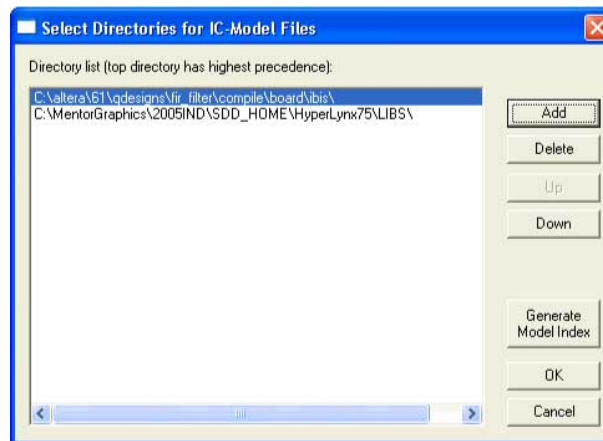 Select Directories for IC-Model Files
Directory list (top directory has highest precedence):
C:\altera\61\qdesigns\fir_filter\compile\board\ibis\
C:\MentorGraphics\2005IND\SDD_HOME\HyperLynx75\LIBS\
Add
Delete
Up
Down
Generate
Model Index
OK
Cancel